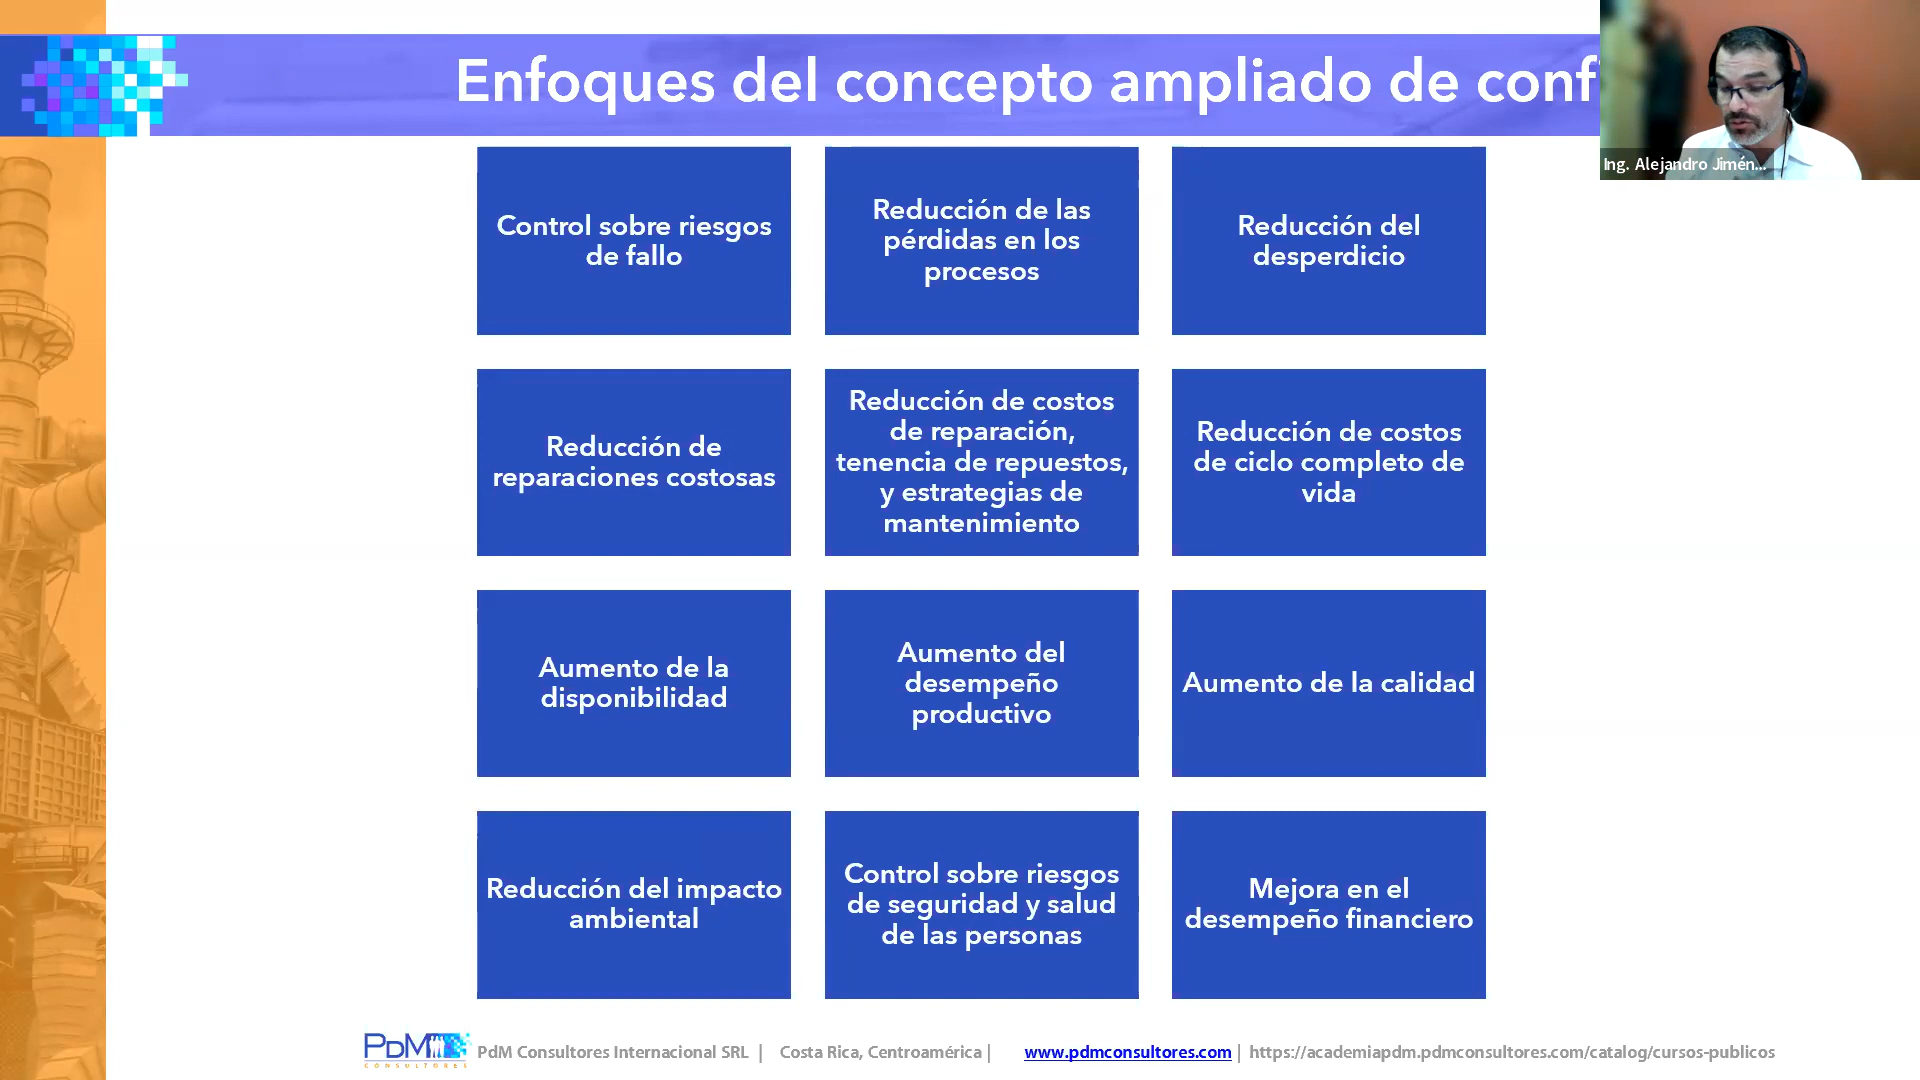 Enfoques del concepto ampliado de conf
Ing. Alejandro Jimén...
Control sobre riesgos
de fallo
Reducción de las
pérdidas en los
procesos
Reducción del
desperdicio
Reducción de
reparaciones costosas
Reducción de costos
de reparación,
tenencia de repuestos,
y estrategias de
mantenimiento
Reducción de costos
de ciclo completo de
vida
Aumento de la
disponibilidad
Aumento del
desempeño
productivo
Aumento de la calidad
Reducción del impacto
ambiental
Control sobre riesgos
de seguridad y salud
de las personas
Mejora en el
desempeño financiero
PDM
CONSULTORES
PdM Consultores Internacional SRL | Costa Rica, Centroamérica | www.pdmconsultores.com | https://academiapdm.pdmconsultores.com/catalog/cursos-publicos